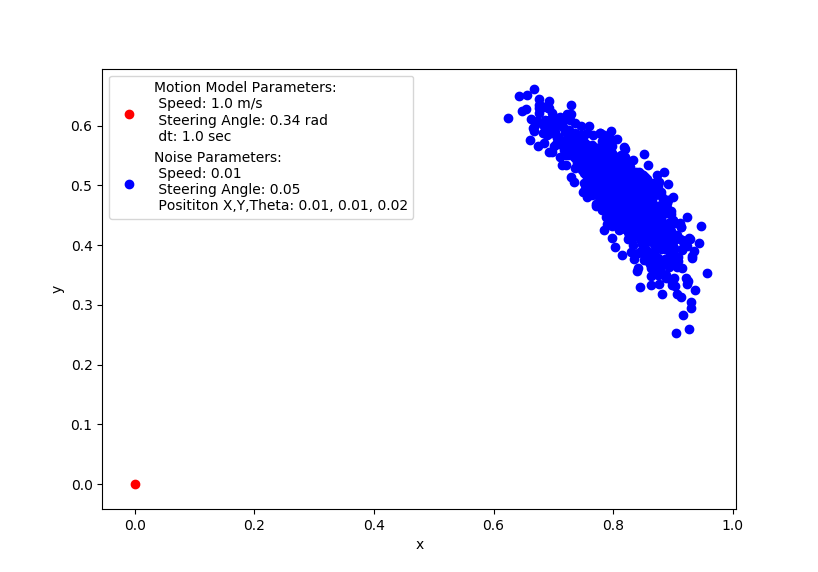 Motion Model Parameters:
Speed: 1.0 m/s
Steering Angle: 0.34 rad
dt: 1.0 sec
Noise Parameters:
Speed: 0.01
Steering Angle: 0.05
Posititon X,Y,Theta: 0.01, 0.01, 0.02
0.6
0.5
0.4
0.3
0.2
0.1
0.0
y
0.0 0.2 0.4 0.6 0.8 1.0
x